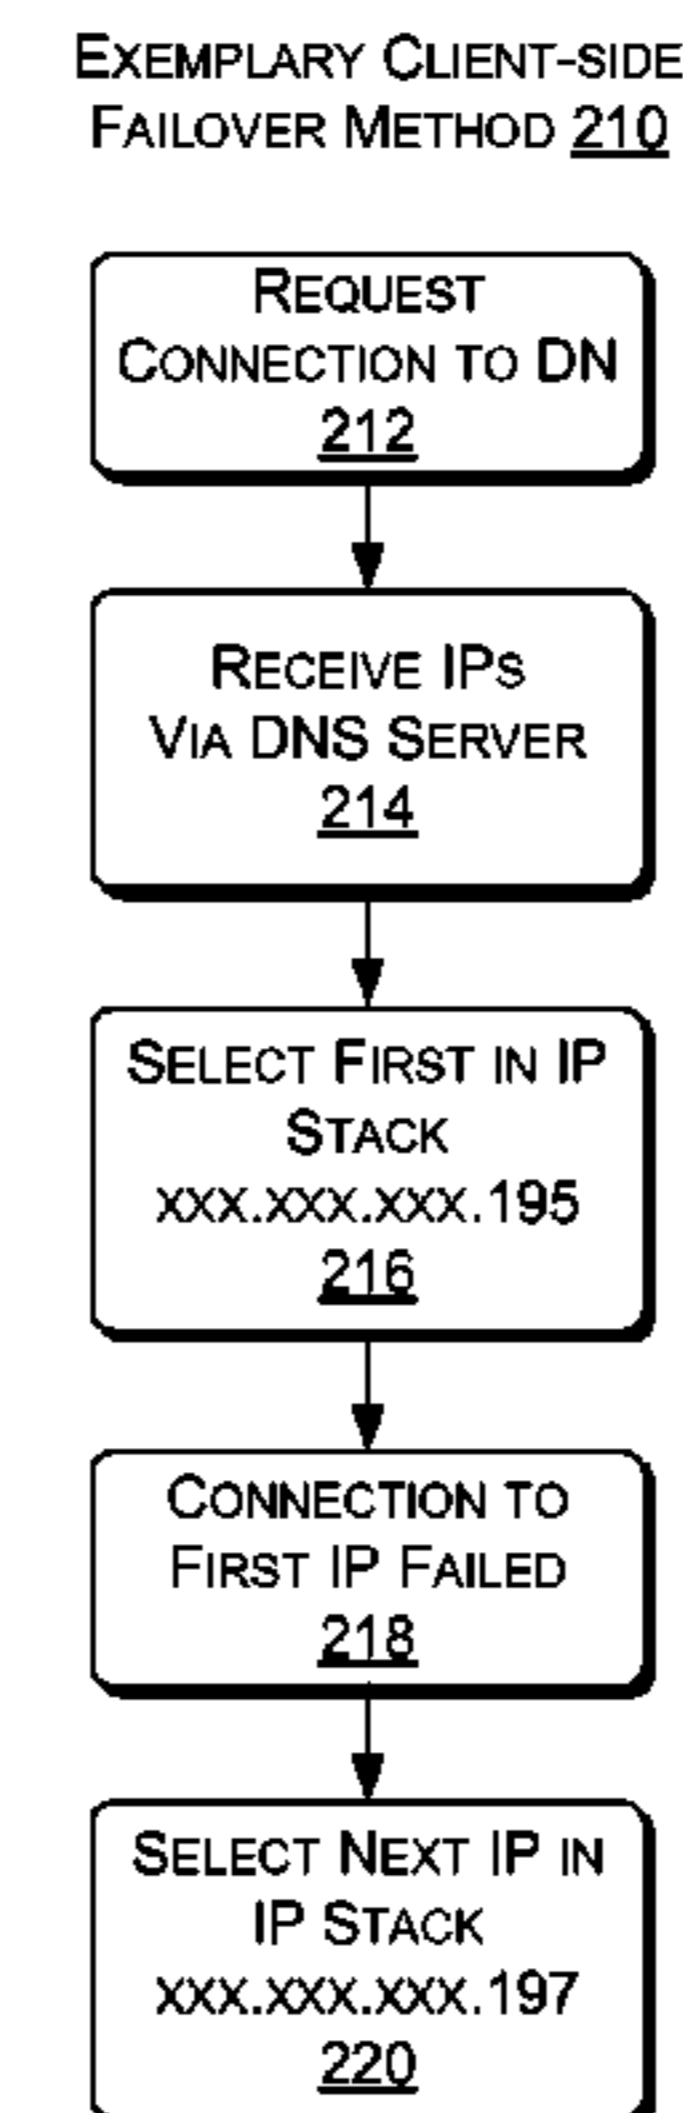 EXEMPLARY CLIENT-SIDE
FAILOVER METHOD 210
REQUEST
CONNECTION TO DN
212
RECEIVE IPS
VIA DNS SERVER
214
SELECT FIRST IN IP
STACK
XXX.XXX.XXX.195
216
CONNECTION TO
FIRST IP FAILED
218
SELECT NEXT IP IN
IP STACK
XXX.XXX.XXX.197
220